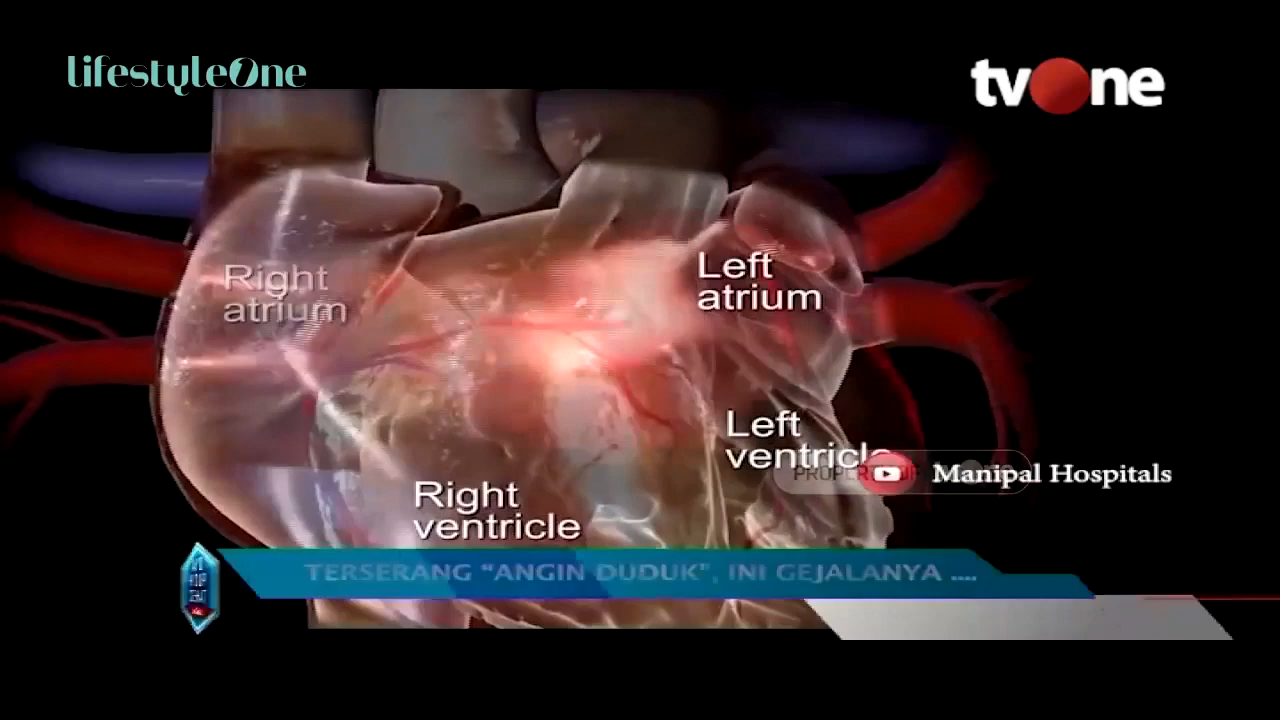 lifestyleOne
tvOne
Right
atrium
Left
atrium
Left
ventricle
Manipal Hospitals
Right
ventricle
TERSERANG “ANGIN DUDUK”, INI GEJALANYA ....